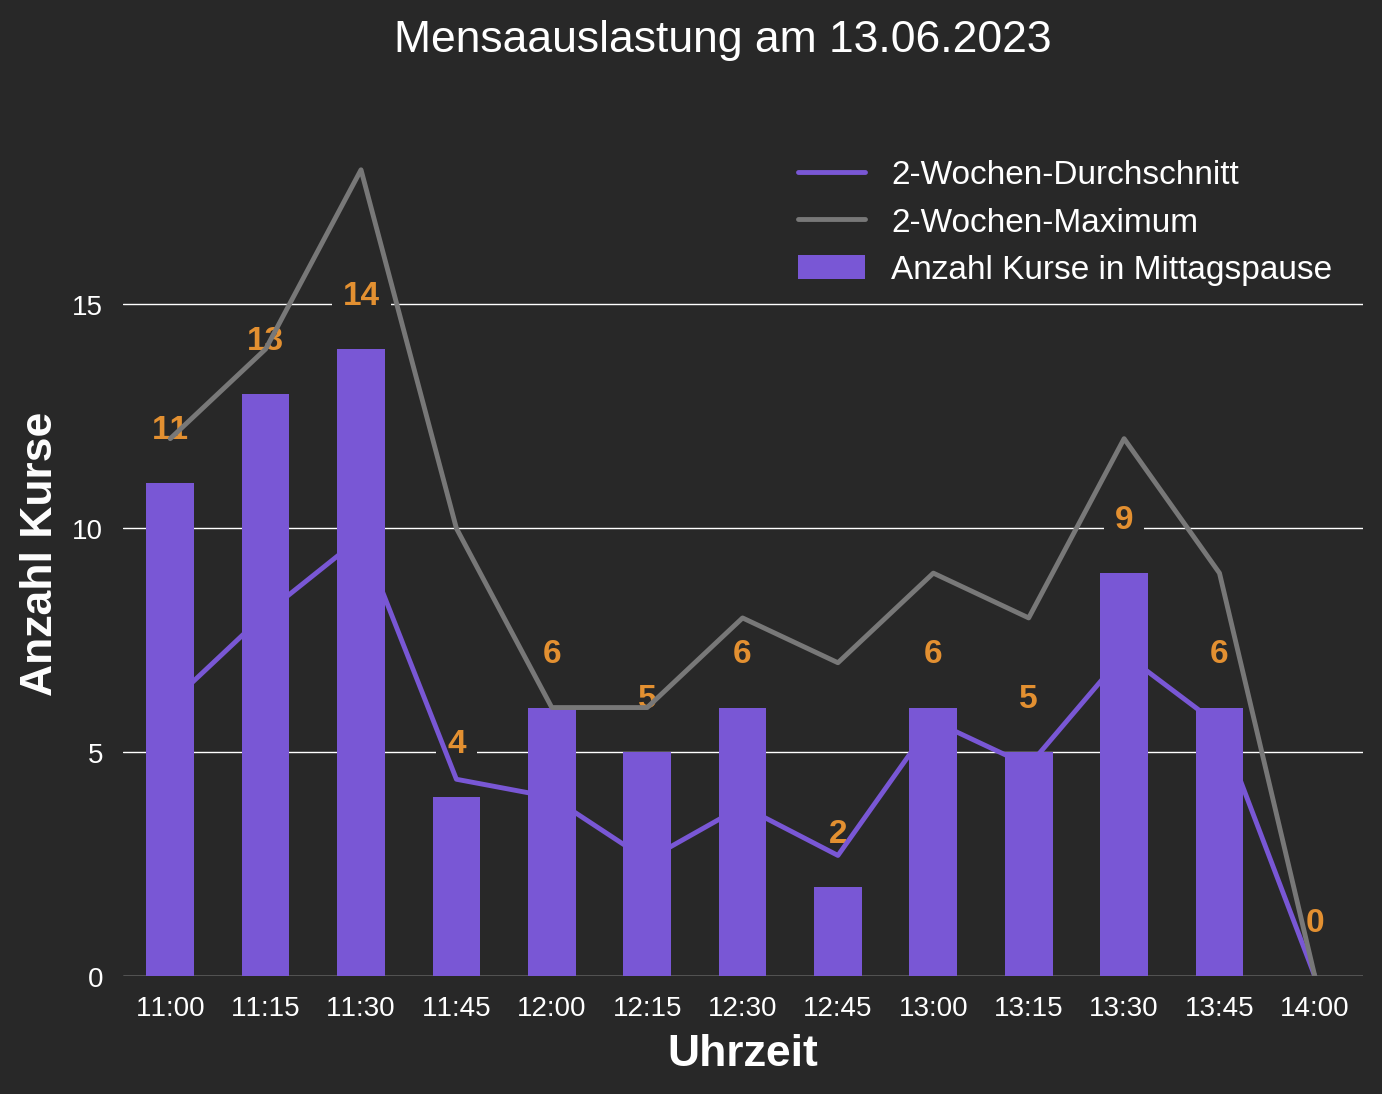 Mensaauslastung am 13.06.2023
2-Wochen-Durchschnitt
2-Wochen-Maximum
Anzahl Kurse in Mittagspause
Anzahl Kurse
15
10
5
0
11
13
14
4
6
5
6
2
6
5
9
6
0
11:00 11:15 11:30 11:45 12:00 12:15 12:30 12:45 13:00 13:15 13:30 13:45 14:00
Uhrzeit